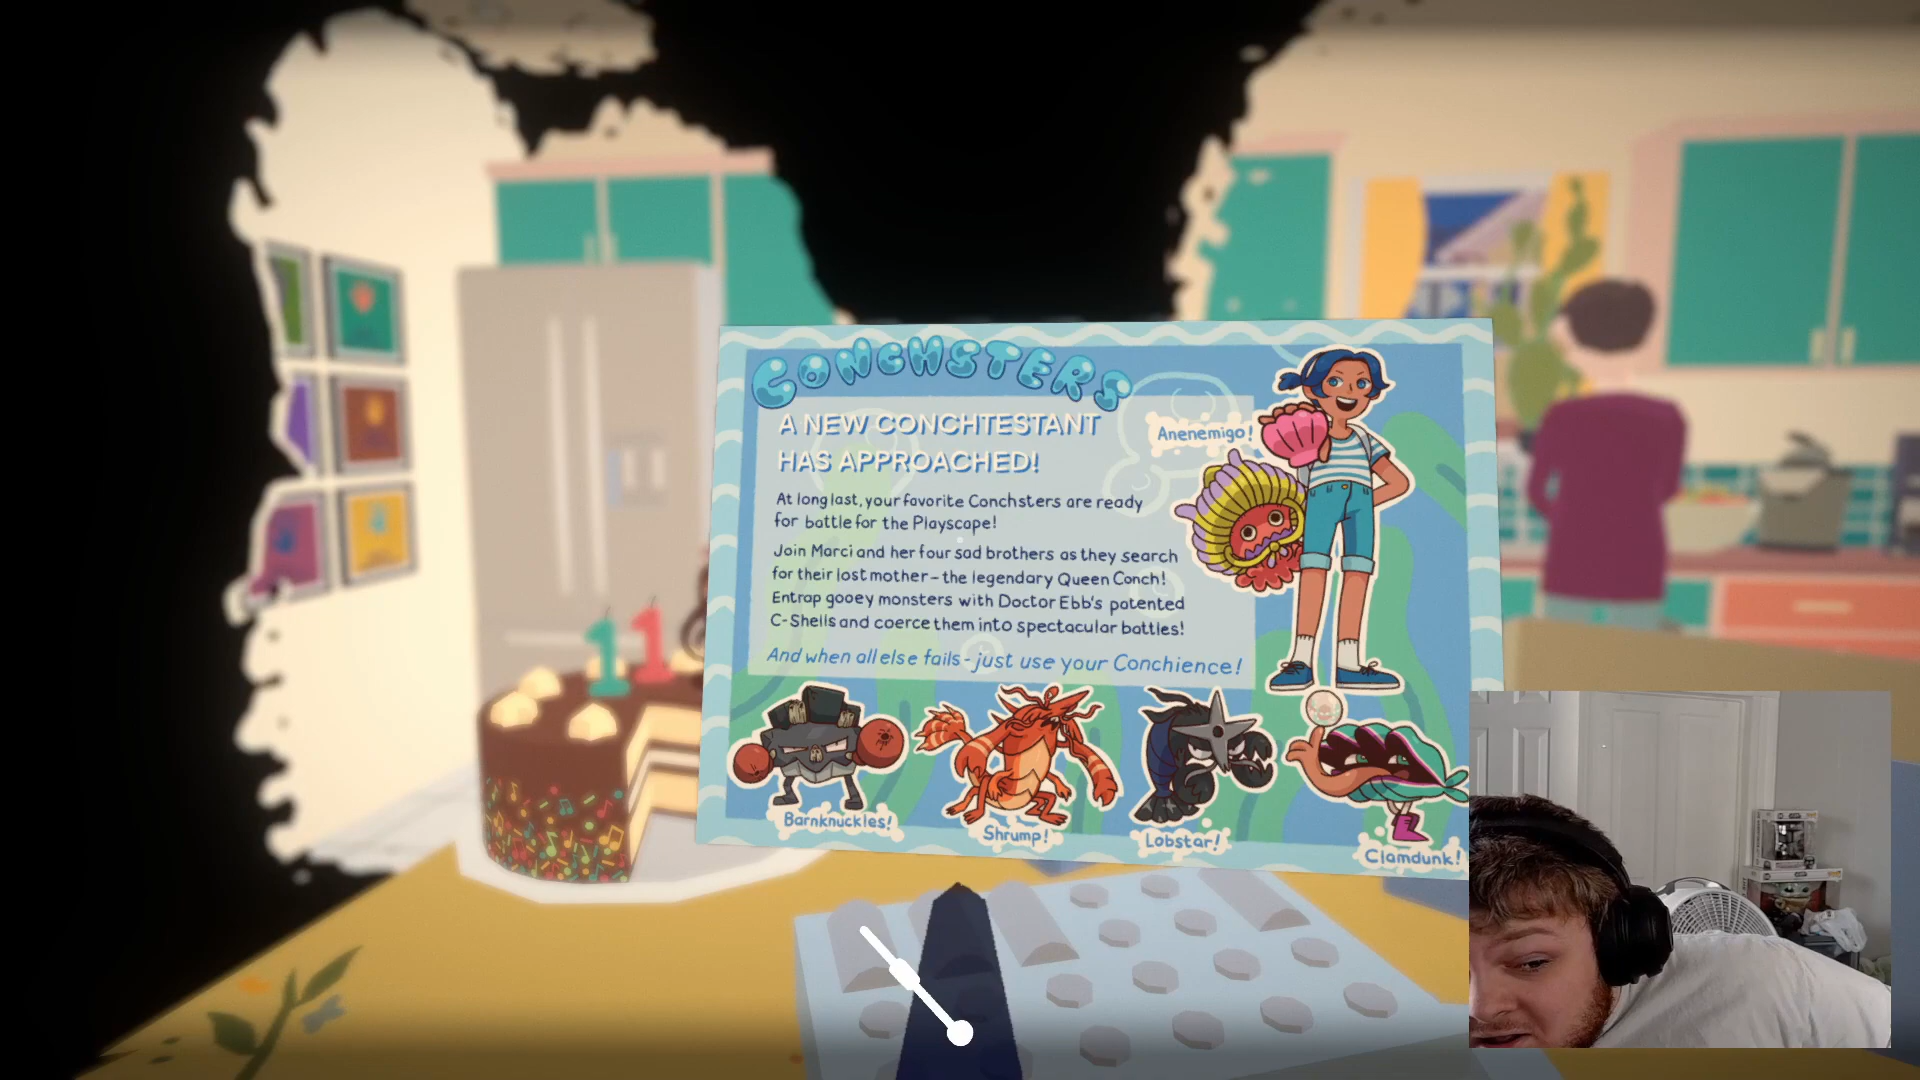 CONCHSTERS
A NEW CONCHTESTANT
HAS APPROACHED!
Anenemigo!
At long last, your favorite Conchsters are ready
for battle for the Playscape!
Join Marci and her four sad brothers as they search
for their lost mother - the legendary Queen Conch!
Entrap gooey monsters with Doctor Ebb's patented
C-Shells and coerce them into spectacular battles!
And when all else fails - just use your Conchience!
11
Barnknuckles!
Shrump!
Lobstar!
Clamdunk!